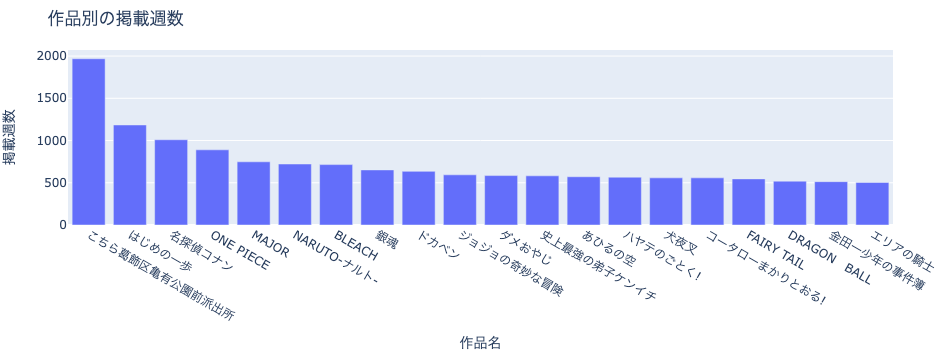 作品別の掲載週数
掲載週数
2000
1500
1000
500
0
こちら葛飾区亀有公園前派出所
はじめの一歩
名探偵コナン
ONE PIECE
MAJOR
NARUTO-ナルト-
BLEACH
銀魂
ドカベン
ジョジョの奇妙な冒険
ダメおやじ
史上最強の弟子ケンイチ
あひるの空
ハヤテのごとく!
犬夜叉
コータローまかりとおる!
FAIRY TAIL
DRAGON　BALL
金田一少年の事件簿
エリアの騎士
作品名